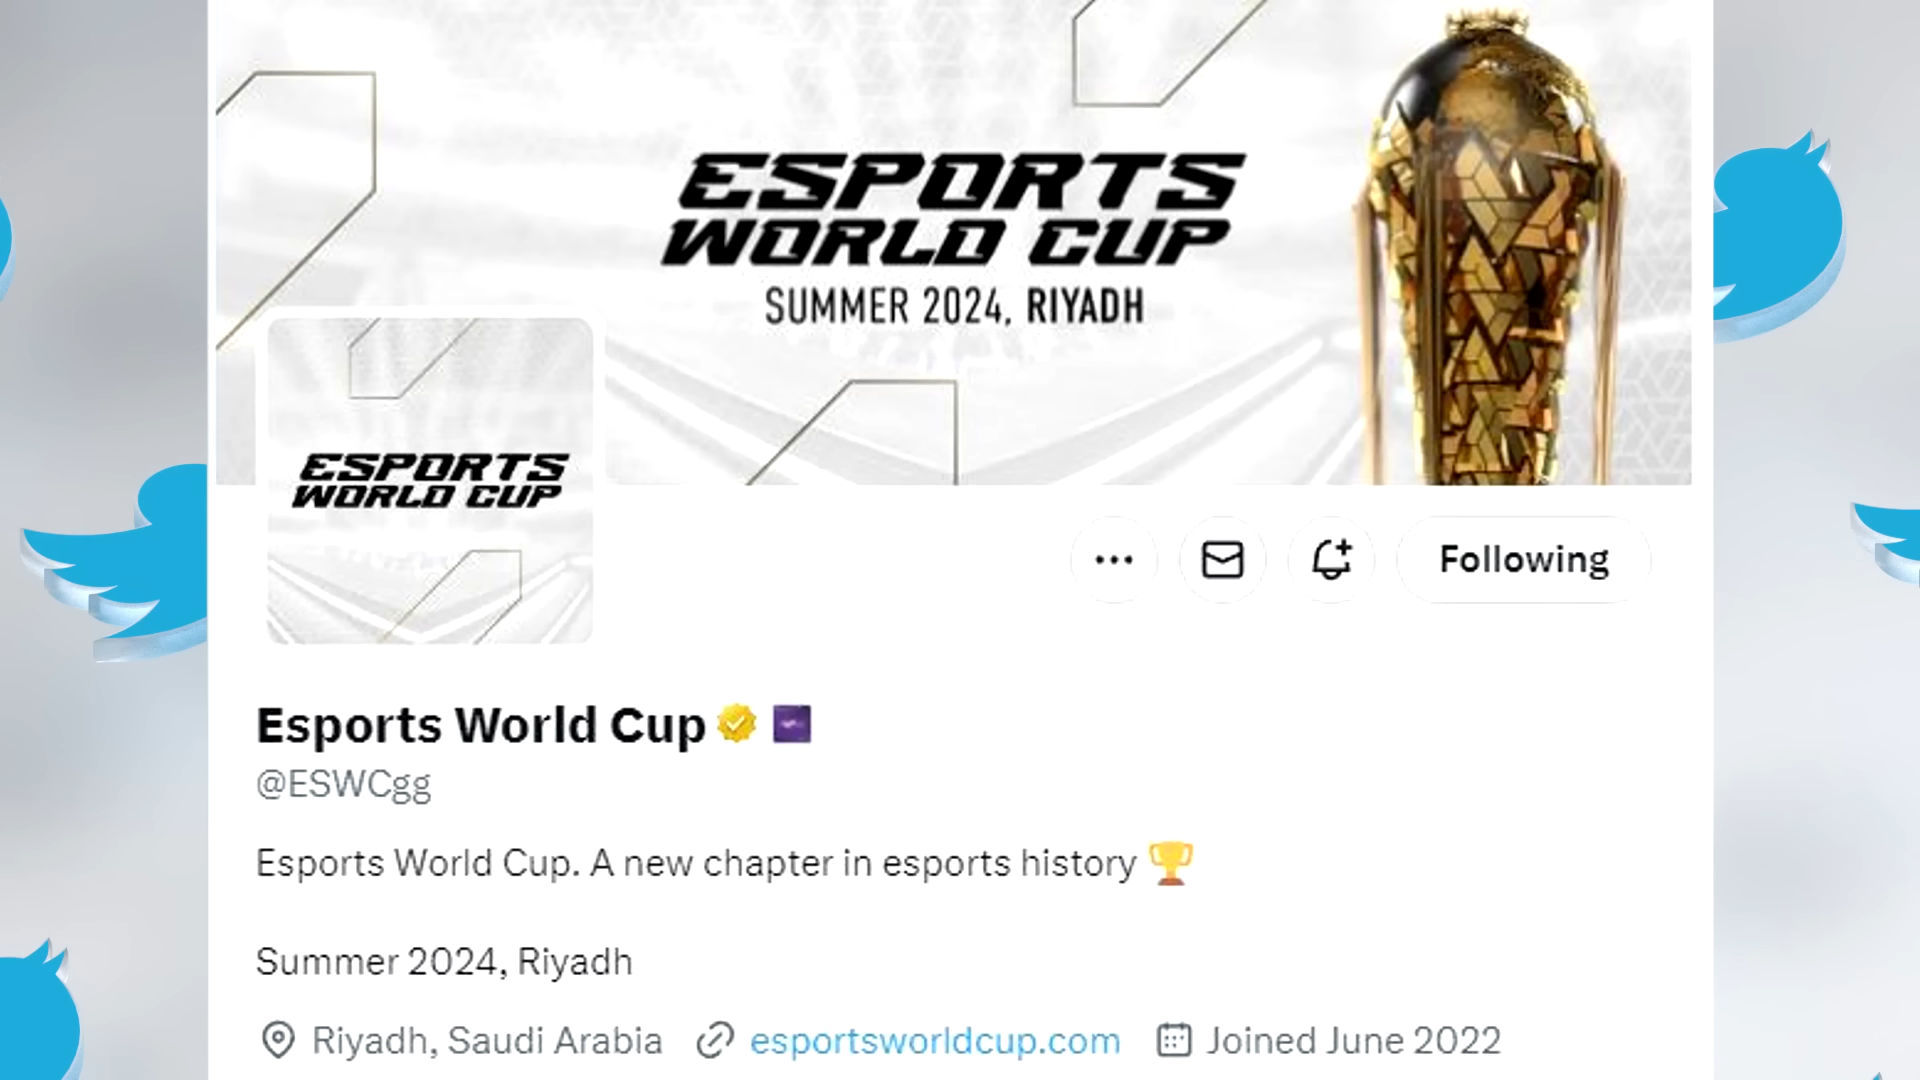 ESPORTS
WORLD CUP
SUMMER 2024, RIYADH
ESPORTS
WORLD CUP
Following
Esports World Cup
@ESWCgg
Esports World Cup. A new chapter in esports history
Summer 2024, Riyadh
Riyadh, Saudi Arabia esportsworldcup.com Joined June 2022